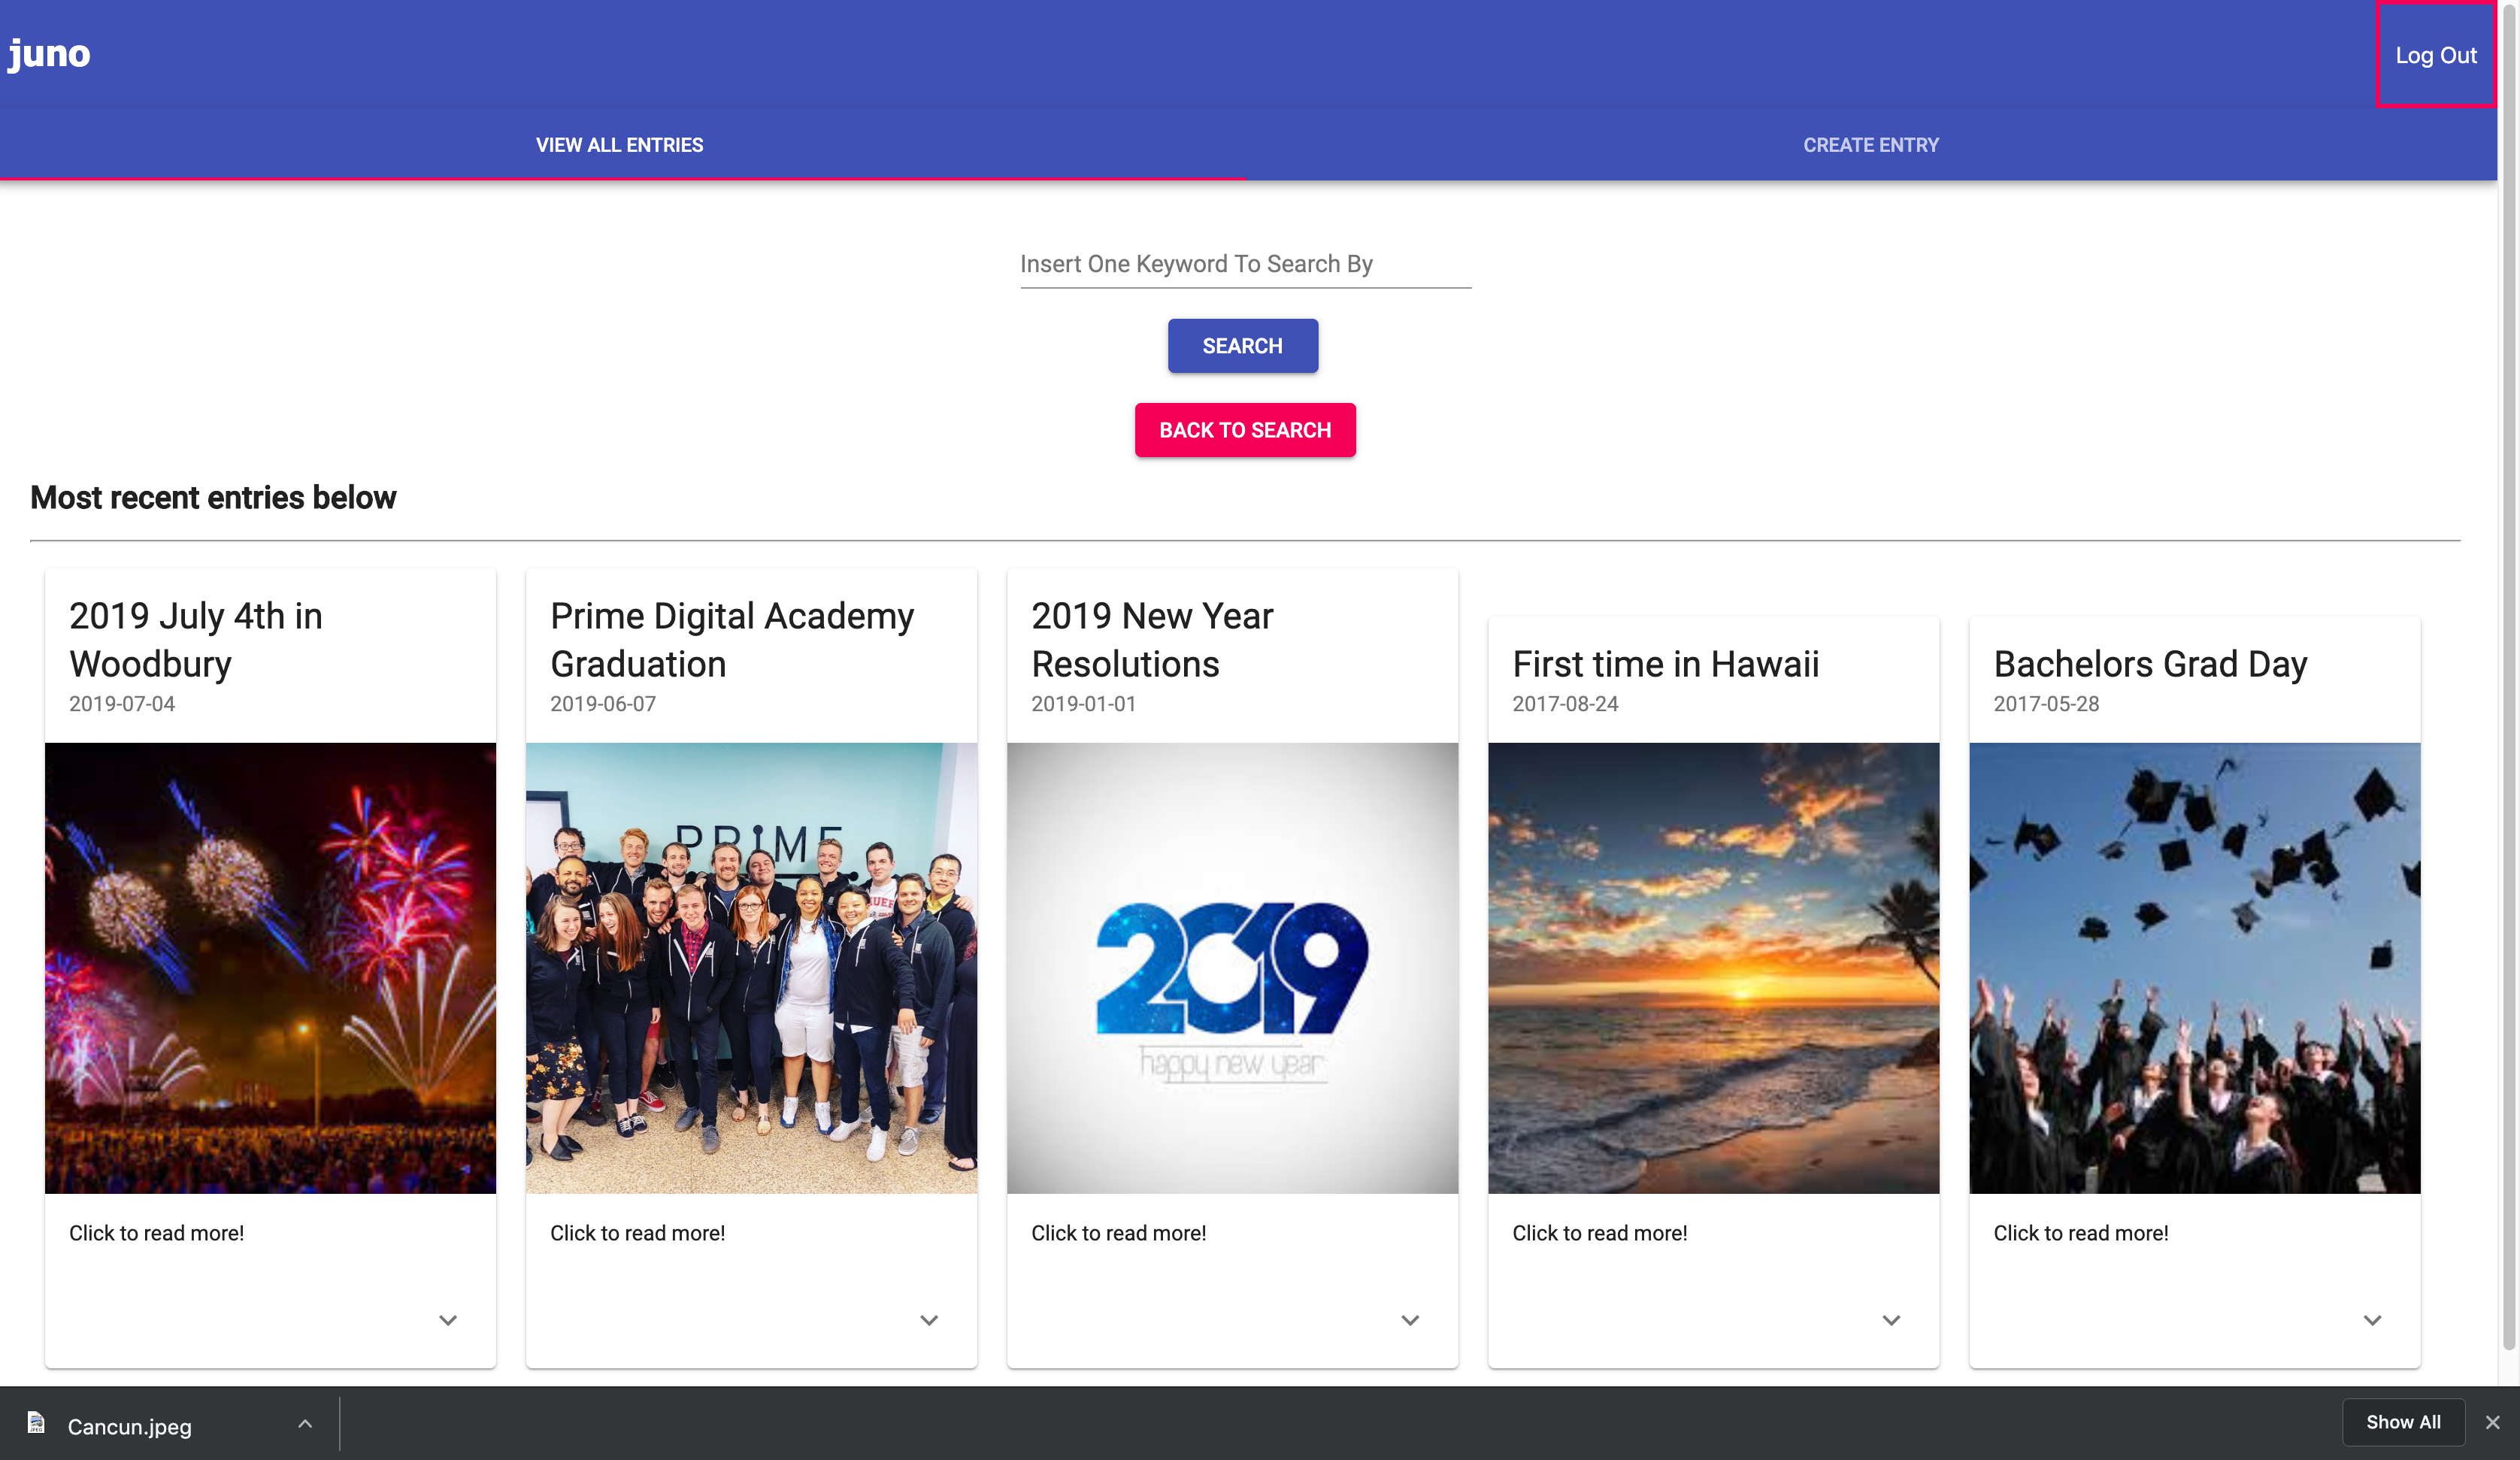 juno
Log Out
VIEW ALL ENTRIES
CREATE ENTRY
Insert One Keyword To Search By
SEARCH
BACK TO SEARCH
Most recent entries below
2019 July 4th in
Woodbury
2019-07-04
Prime Digital Academy
Graduation
2019-06-07
2019 New Year
Resolutions
2019-01-01
First time in Hawaii
2017-08-24
Bachelors Grad Day
2017-05-28
PRIME
2019
happy new year
Click to read more!
Click to read more!
Click to read more!
Click to read more!
Click to read more!
Cancun.jpeg
Show All